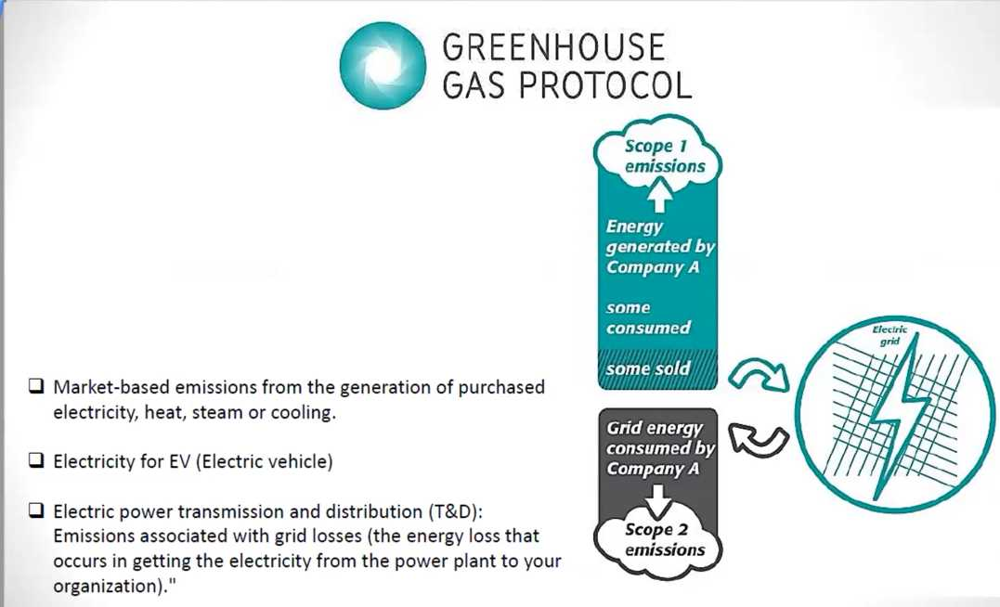 GREENHOUSE
GAS PROTOCOL
Scope 1
emissions
Energy
generated by
Company A
some
consumed
some sold
Electric
grid
Grid energy
consumed by
Company A
Scope 2
emissions
❑ Market-based emissions from the generation of purchased
electricity, heat, steam or cooling.
❑ Electricity for EV (Electric vehicle)
❑ Electric power transmission and distribution (T&D):
Emissions associated with grid losses (the energy loss that
occurs in getting the electricity from the power plant to your
organization)."